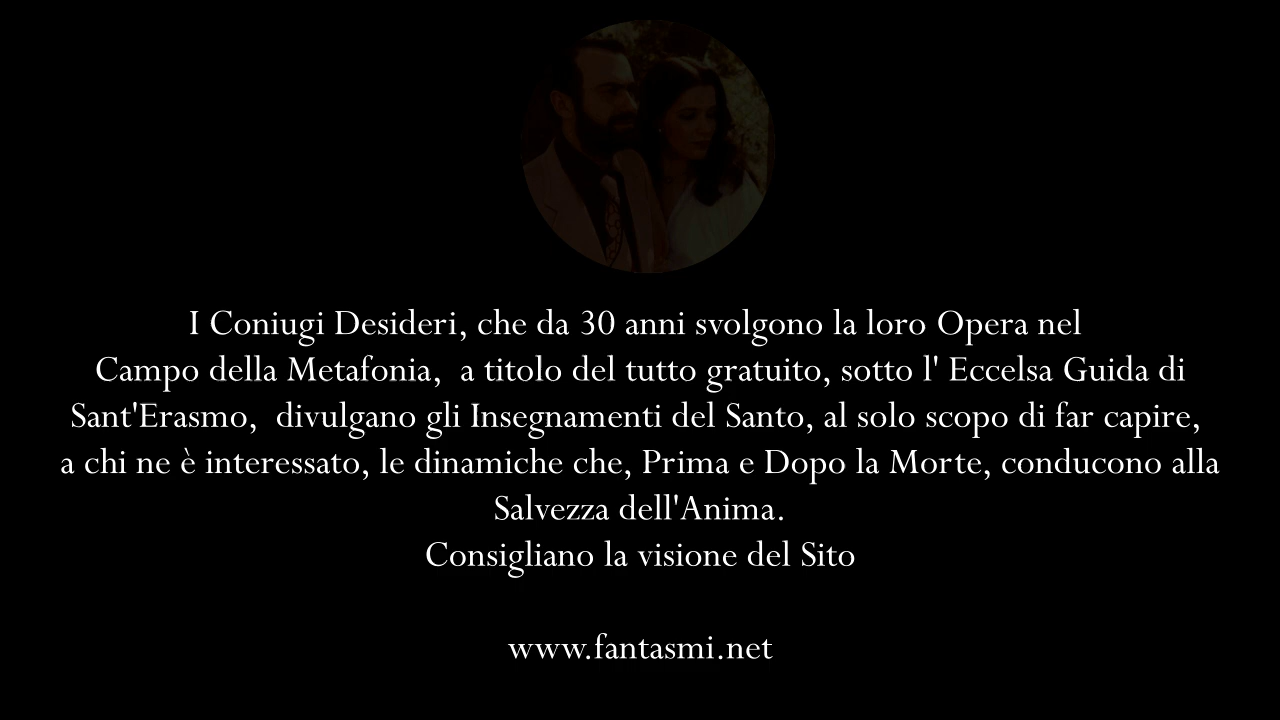 I Coniugi Desideri, che da 30 anni svolgono la loro Opera nel
Campo della Metafonia,  a titolo del tutto gratuito, sotto l' Eccelsa Guida di
Sant'Erasmo,  divulgano gli Insegnamenti del Santo, al solo scopo di far capire,
a chi ne è interessato, le dinamiche che, Prima e Dopo la Morte, conducono alla
Salvezza dell'Anima.
Consigliano la visione del Sito
www.fantasmi.net